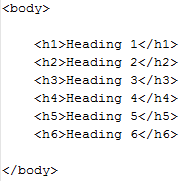 <body>
<h1>Heading 1</h1>
<h2>Heading 2</h2>
<h3>Heading 3</h3>
<h4>Heading 4</h4>
<h5>Heading 5</h5>
<h6>Heading 6</h6>
</body>